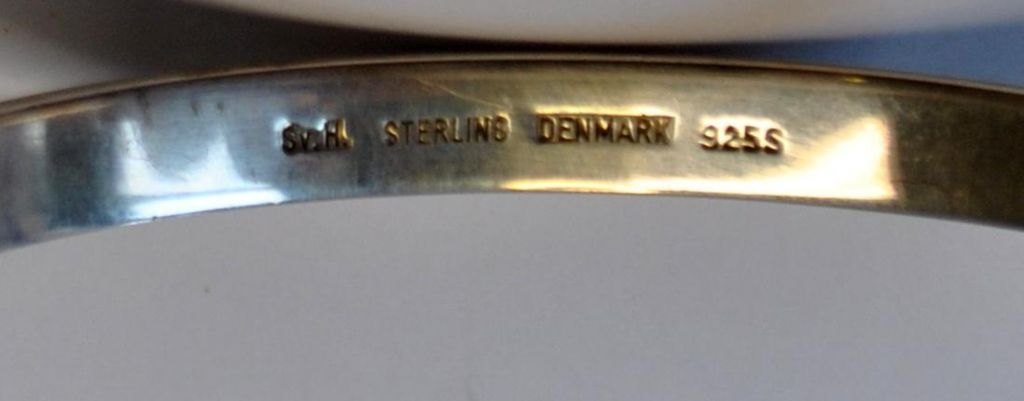 Sv.H. STERLING DENMARK 925S